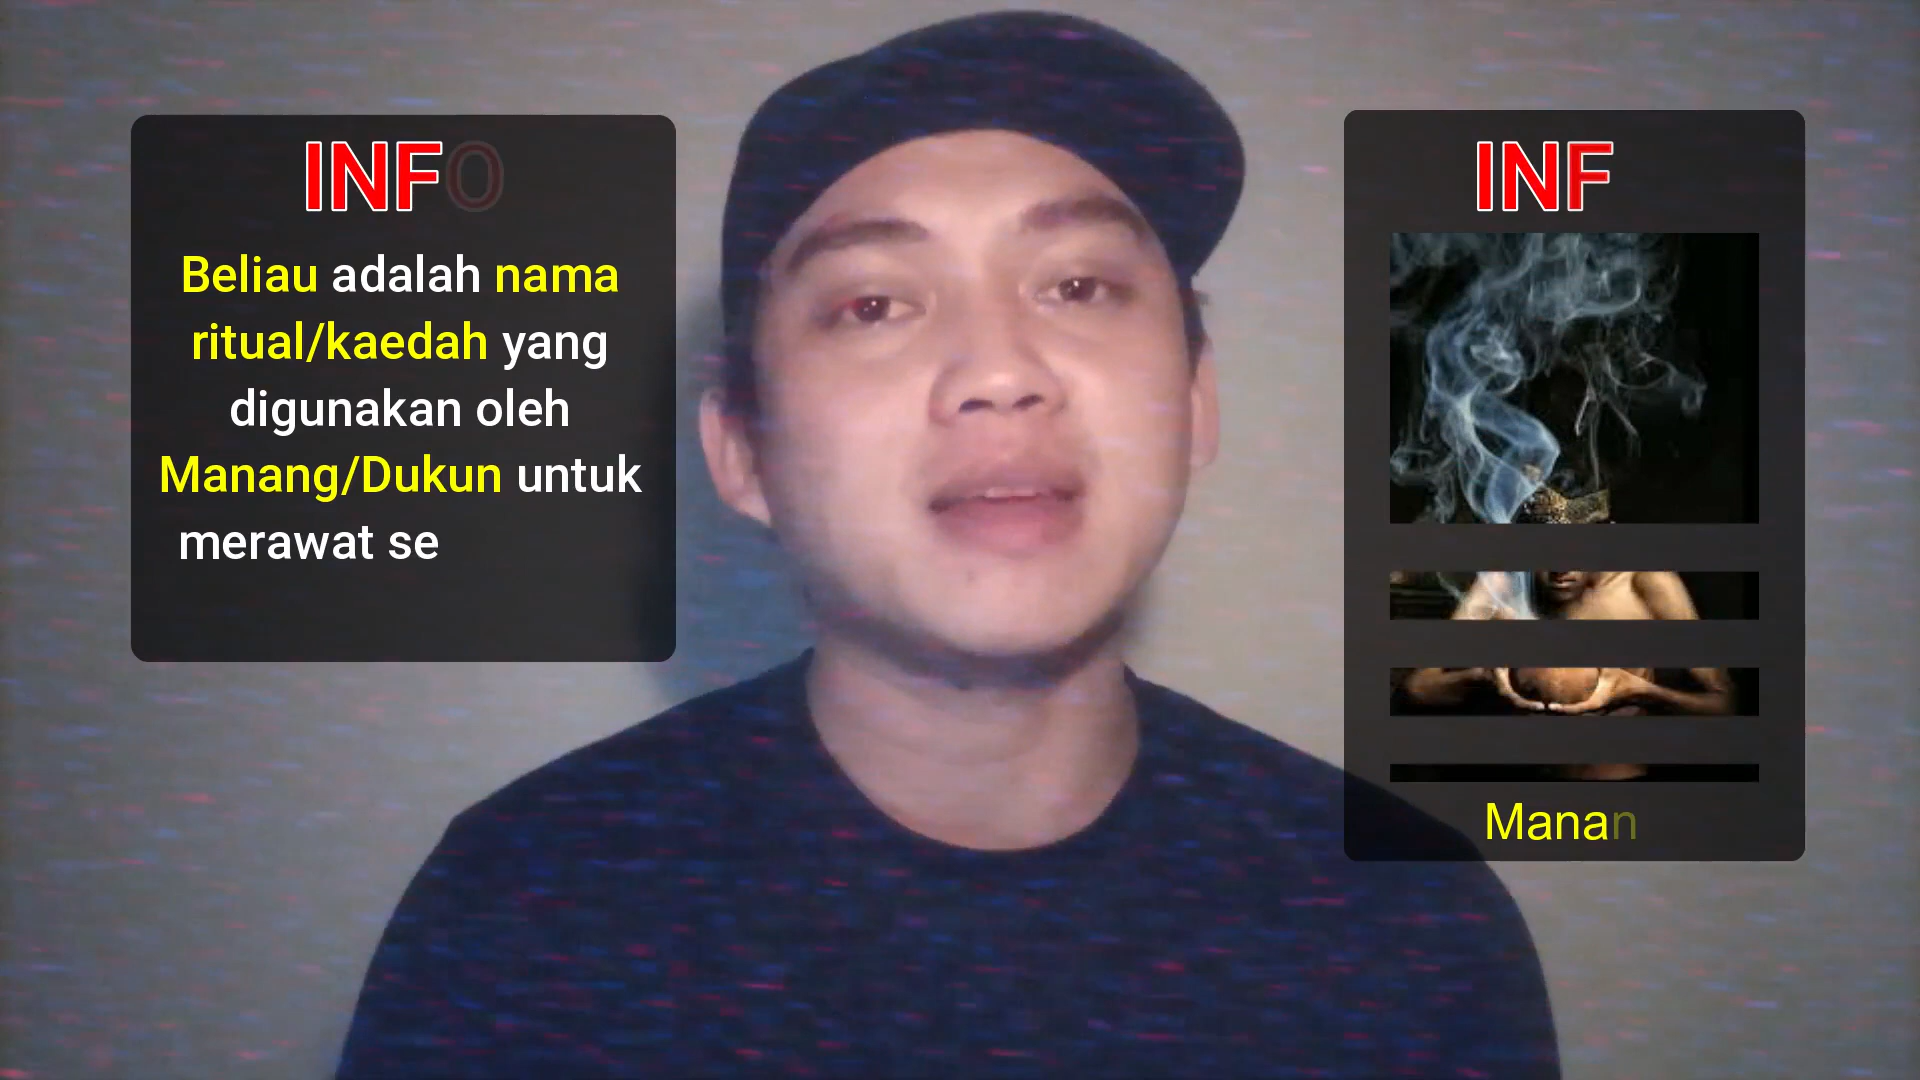 INFO
Beliau adalah nama
ritual/kaedah yang
digunakan oleh
Manang/Dukun untuk
merawat se
INF
Manan